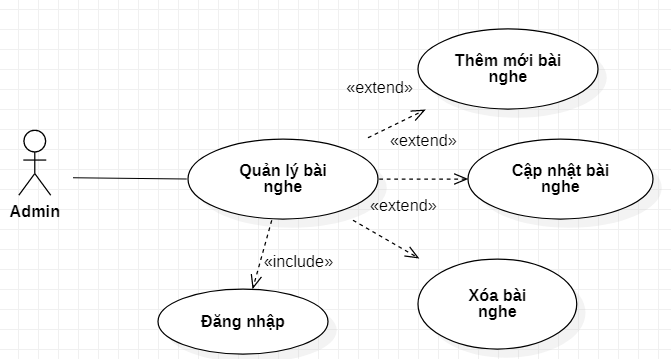 Thêm mới bài
nghe
«extend»
«extend»
Quản lý bài
nghe
Cập nhật bài
nghe
Admin
«extend»
«include»
Xóa bài
nghe
Đăng nhập